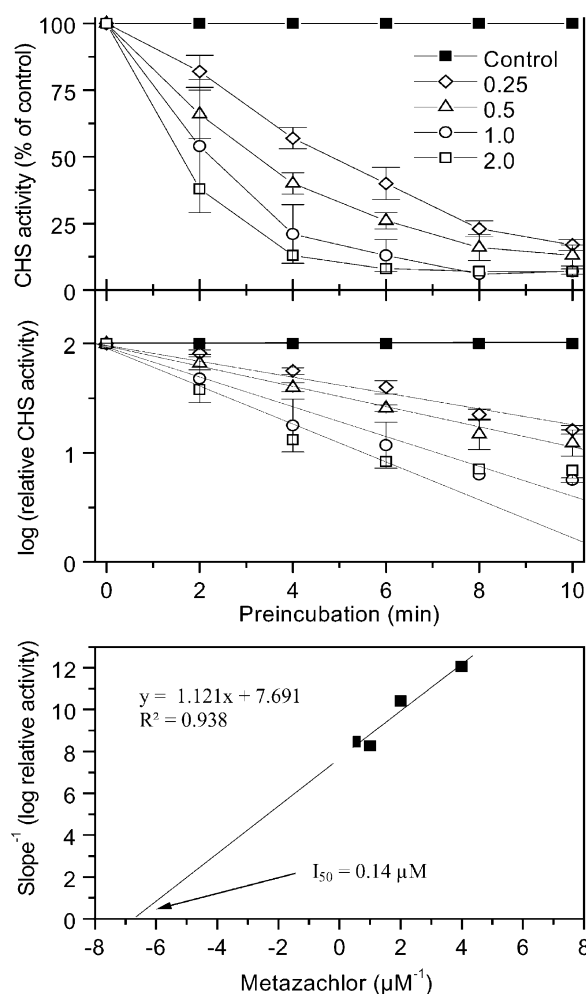 100
75
50
25
0
CHS activity (% of control)
Control
0.25
0.5
1.0
2.0
2
1
0
log (relative CHS activity)
0 2 4 6 8 10
Preincubation (min)
12
10
8
6
4
2
0
Slope⁻¹ (log relative activity)
y = 1.121x + 7.691
R² = 0.938
I₅₀ = 0.14 µM
-8 -6 -4 -2 0 2 4 6 8
Metazachlor (µM⁻¹)